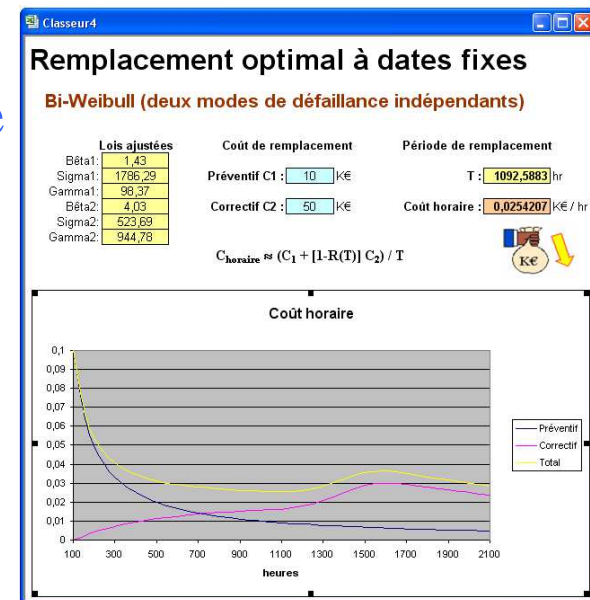 Classeur4
Remplacement optimal à dates fixes
e
Bi-Weibull (deux modes de défaillance indépendants)
Lois ajustées
Bêta1: 1,43
Sigma1: 1786,29
Gamma1: 98,37
Bêta2: 4,03
Sigma2: 523,69
Gamma2: 944,78
Coût de remplacement
Préventif C1 : 10 K€
Correctif C2 : 50 K€
Période de remplacement
T : 1092,5883 hr
Coût horaire : 0,0254207 K€ / hr
Choraire ≈ (C1 + [1-R(T)] C2) / T
K€
Coût horaire
0,1
0,09
0,08
0,07
0,06
0,05
0,04
0,03
0,02
0,01
0
100 300 500 700 900 1100 1300 1500 1700 1900 2100
heures
Préventif
Correctif
Total